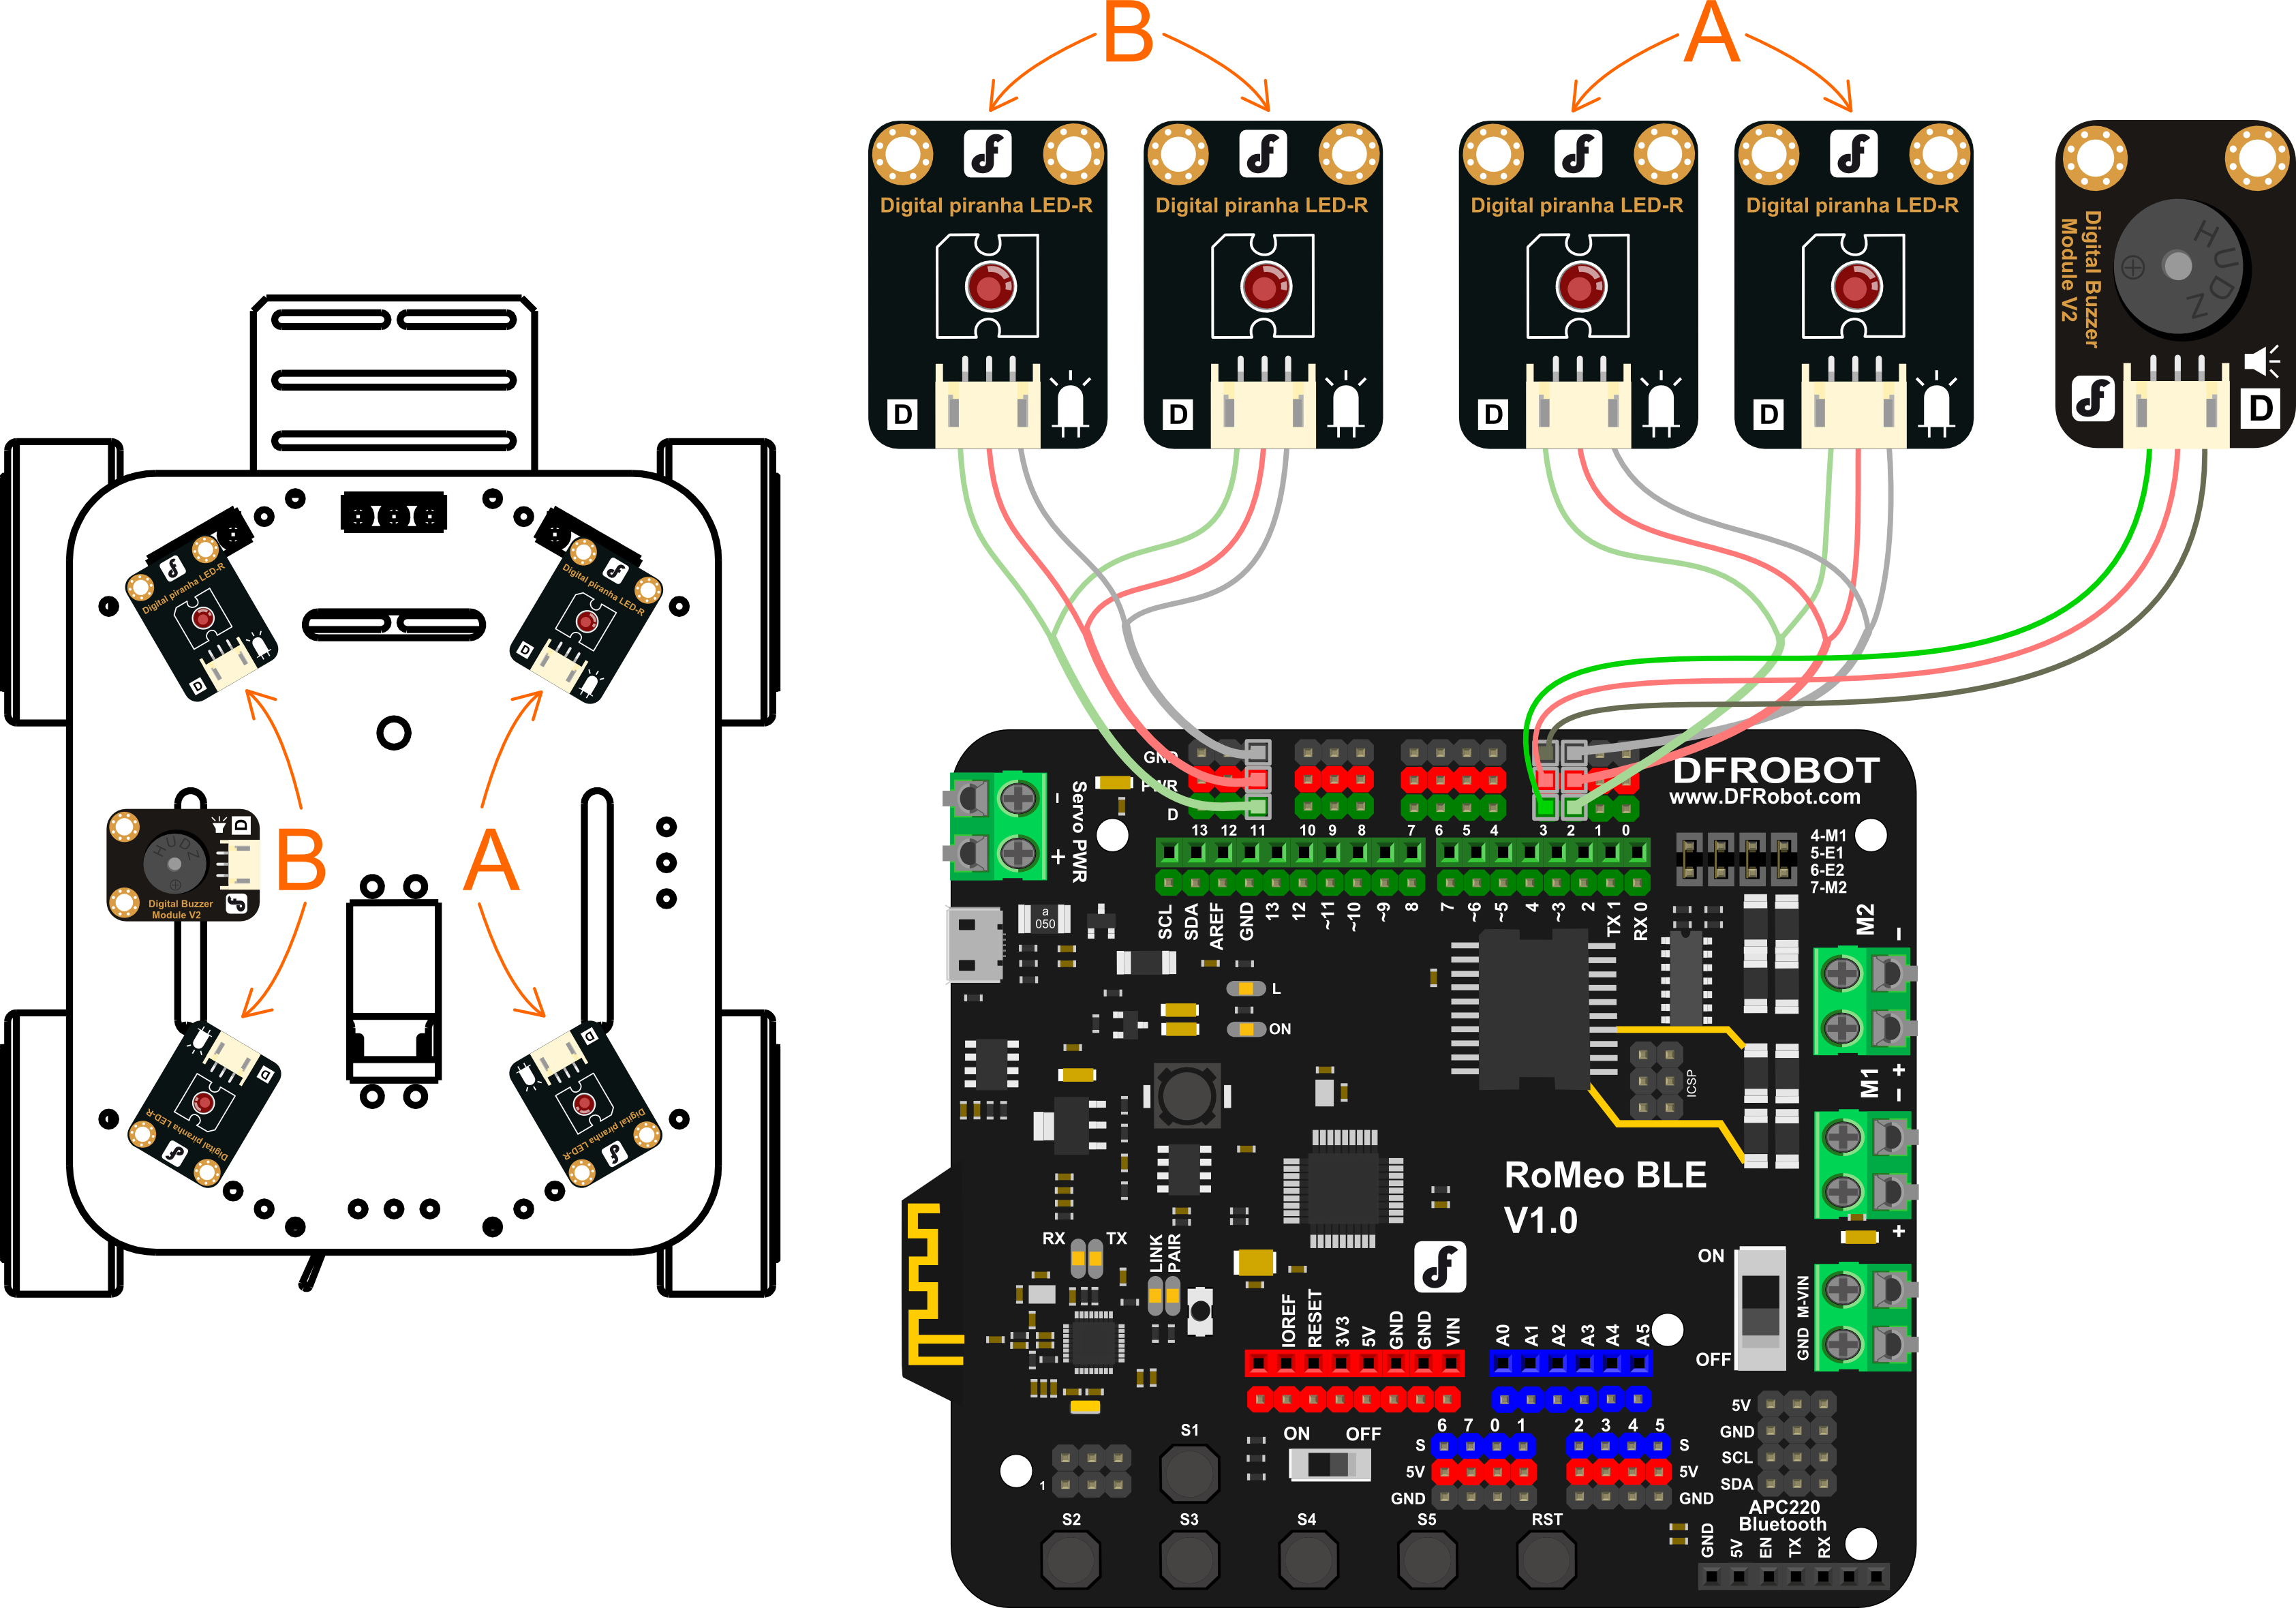 B
A
Digital piranha LED-R
Digital piranha LED-R
Digital piranha LED-R
Digital piranha LED-R
Digital Buzzer
Module V2
HUDZ
D
D
D
D
D
Digital piranha LED-R
D
Digital piranha LED-R
D
HUDZ
D
Digital Buzzer
Module V2
B
A
D
Digital piranha LED-R
D
Digital piranha LED-R
GND
PWR
D
13 12 11 10 9 8 7 6 5 4 3 2 1 0
Servo PWR
-
+
DFROBOT
www.DFRobot.com
4-M1
5-E1
6-E2
7-M2
SCL SDA AREF GND 13 12 ~11 ~10 ~9 8 7 ~6 ~5 4 ~3 2 TX 1 RX 0
a
050
L
ON
M2
-
+
M1
-
+
ICSP
RoMeo BLE
V1.0
RX TX
LINK
PAIR
ON
OFF
M-VIN
GND
IOREF RESET 3V3 5V GND GND VIN
A0 A1 A2 A3 A4 A5
6 7 0 1 2 3 4 5
S S
5V 5V
GND GND
ON OFF
5V
GND
SCL
SDA
APC220
Bluetooth
GND 5V EN TX RX
1
S1
S2 S3 S4 S5 RST